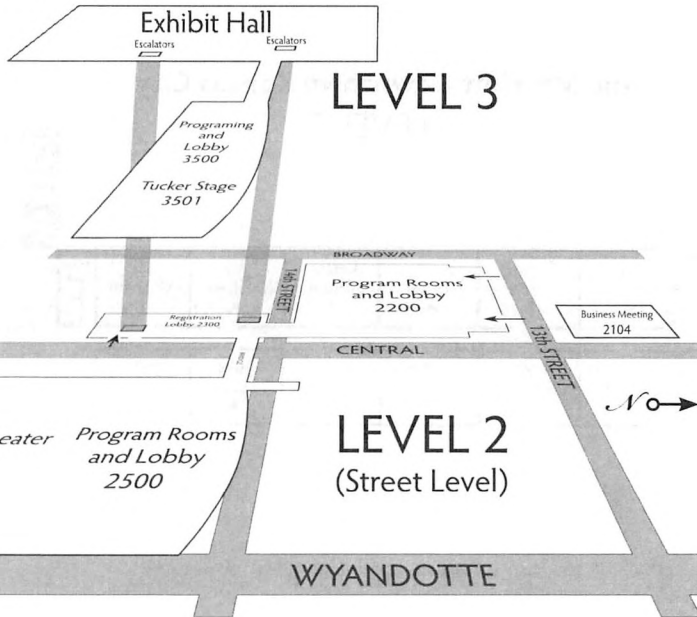 Exhibit Hall
Escalators
Escalators
LEVEL 3
Programing
and
Lobby
3500
Tucker Stage
3501
BROADWAY
14th STREET
Program Rooms
and Lobby
2200
Registration
Lobby 2300
Business Meeting
2104
CENTRAL
13th STREET
N
eater
Program Rooms
and Lobby
2500
LEVEL 2
(Street Level)
WYANDOTTE